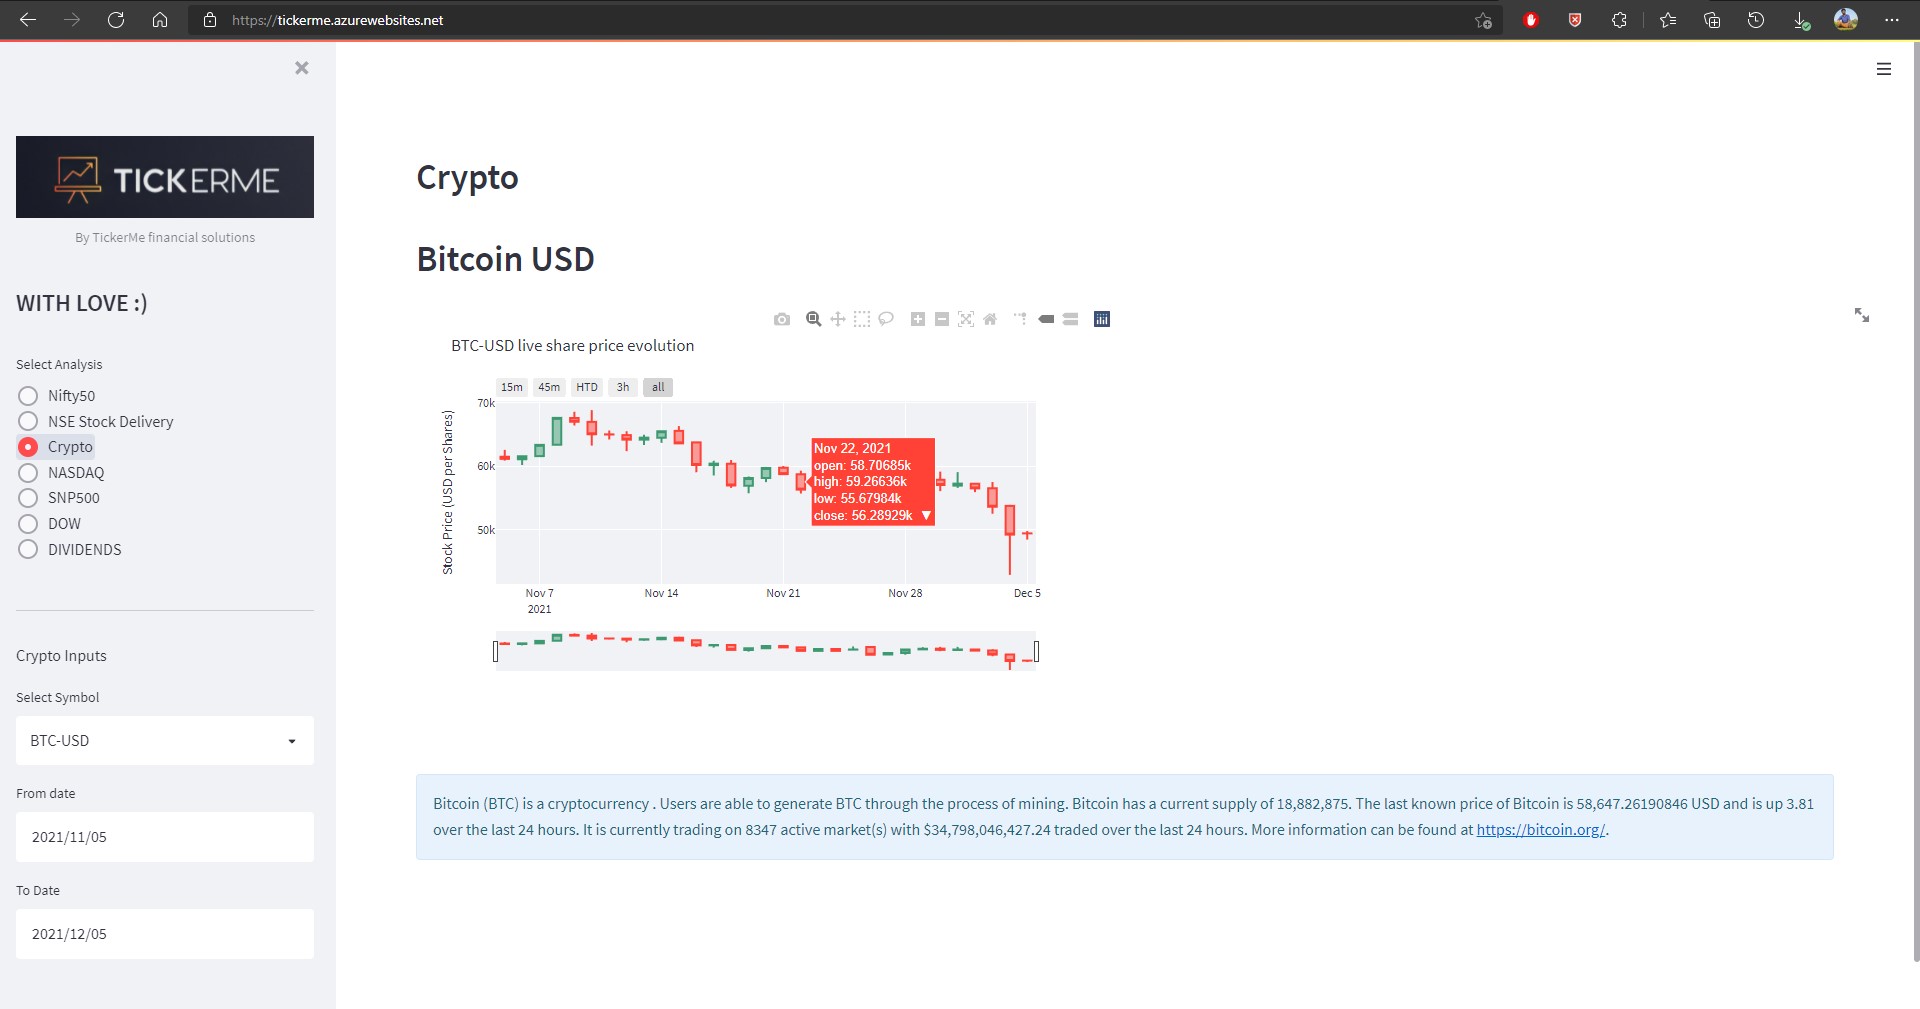 https://tickerme.azurewebsites.net
TICKERME
By TickerMe financial solutions
WITH LOVE :)
Select Analysis
Nifty50
NSE Stock Delivery
Crypto
NASDAQ
SNP500
DOW
DIVIDENDS
Crypto Inputs
Select Symbol
BTC-USD
From date
2021/11/05
To Date
2021/12/05
Crypto
Bitcoin USD
BTC-USD live share price evolution
15m 45m HTD 3h all
Stock Price (USD per Shares)
70k
60k
50k
Nov 22, 2021
open: 58.70685k
high: 59.26636k
low: 55.67984k
close: 56.28929k ▼
Nov 7 Nov 14 Nov 21 Nov 28 Dec 5
2021
Bitcoin (BTC) is a cryptocurrency . Users are able to generate BTC through the process of mining. Bitcoin has a current supply of 18,882,875. The last known price of Bitcoin is 58,647.26190846 USD and is up 3.81
over the last 24 hours. It is currently trading on 8347 active market(s) with $34,798,046,427.24 traded over the last 24 hours. More information can be found at https://bitcoin.org/.